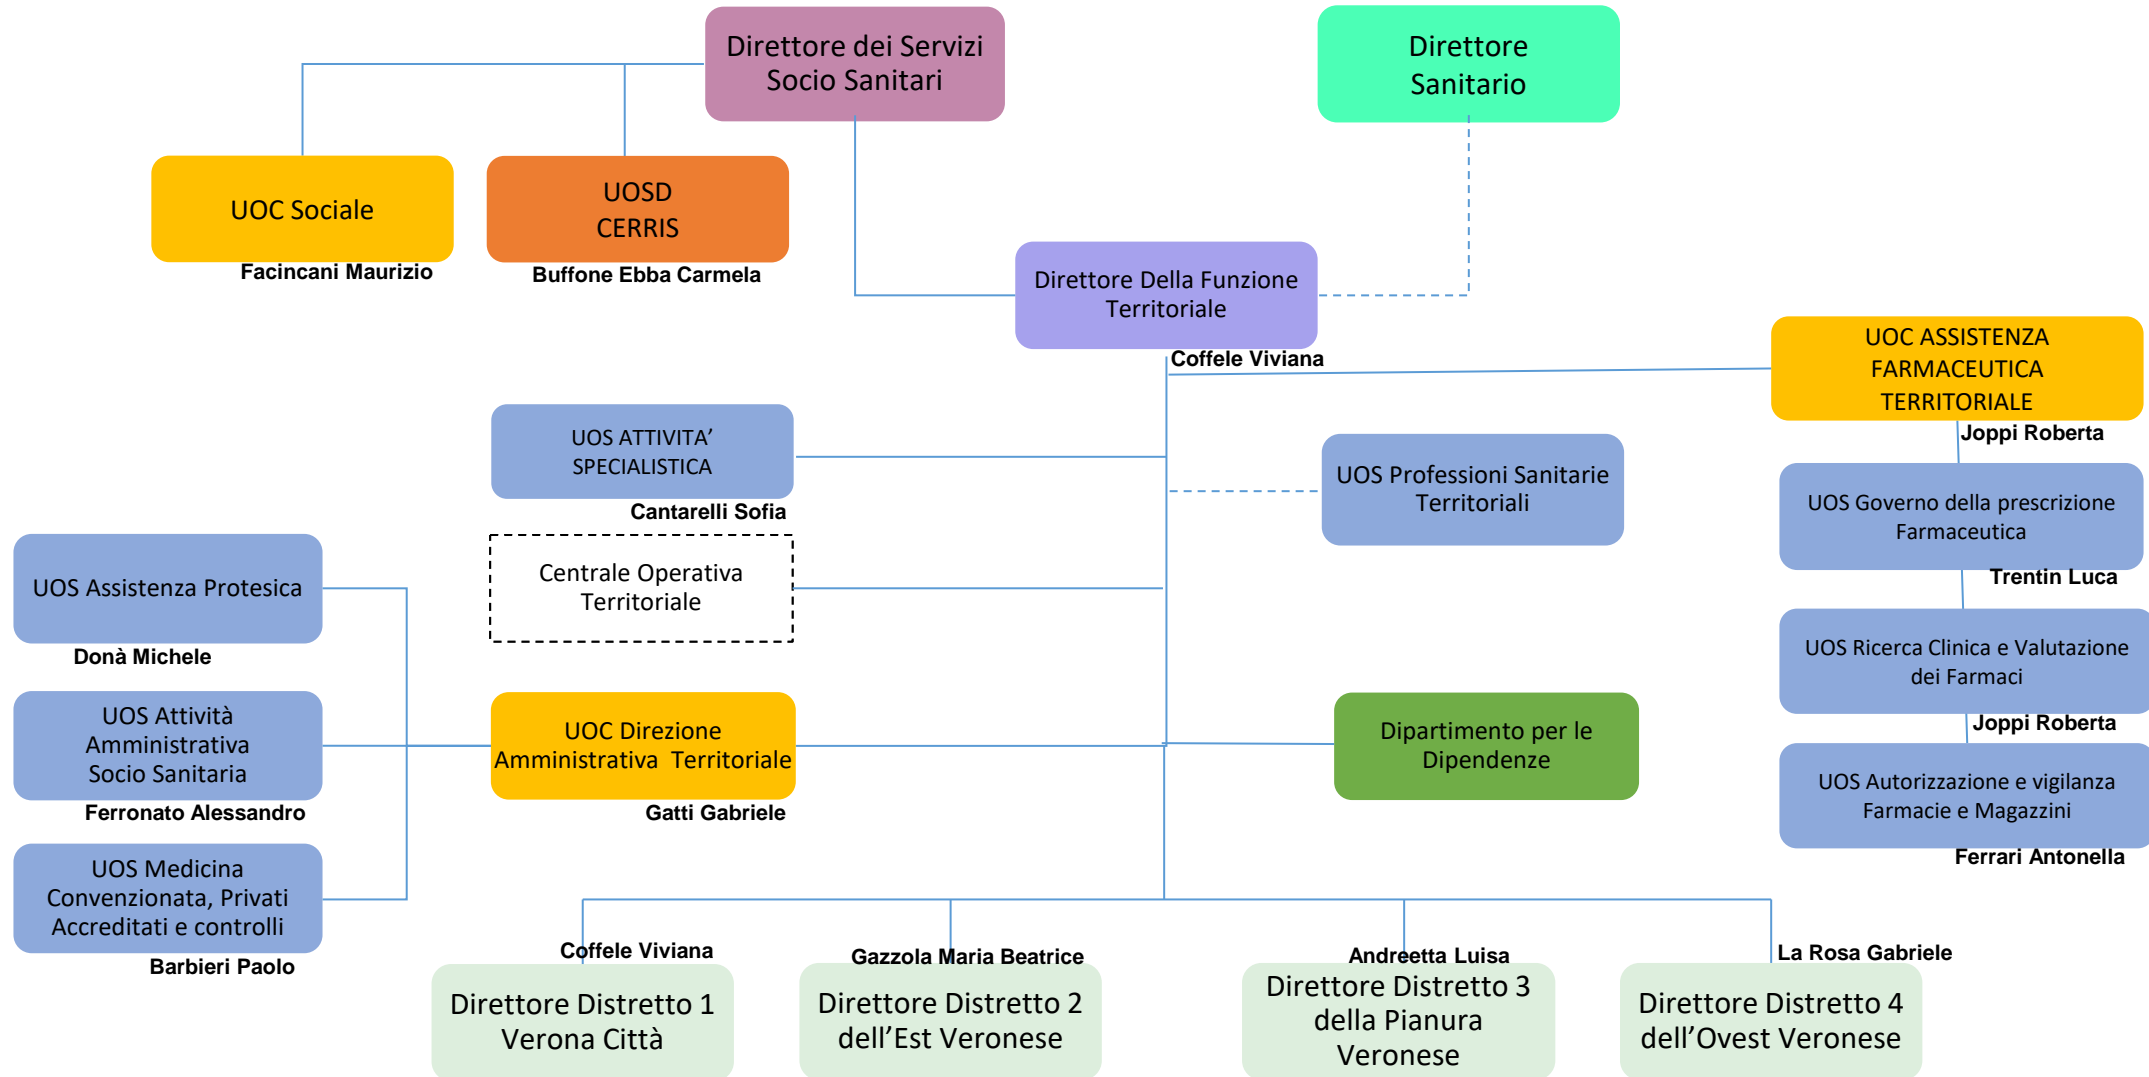 Direttore dei Servizi
Socio Sanitari
Direttore
Sanitario
UOC Sociale
Facincani Maurizio
UOSD
CERRIS
Buffone Ebba Carmela
Direttore Della Funzione
Territoriale
Coffele Viviana
UOC ASSISTENZA
FARMACEUTICA
TERRITORIALE
Joppi Roberta
UOS ATTIVITA’
SPECIALISTICA
Cantarelli Sofia
UOS Professioni Sanitarie
Territoriali
UOS Governo della prescrizione
Farmaceutica
Trentin Luca
Centrale Operativa
Territoriale
UOS Assistenza Protesica
Donà Michele
UOS Ricerca Clinica e Valutazione
dei Farmaci
Joppi Roberta
UOS Attività
Amministrativa
Socio Sanitaria
Ferronato Alessandro
UOC Direzione
Amministrativa Territoriale
Gatti Gabriele
Dipartimento per le
Dipendenze
UOS Autorizzazione e vigilanza
Farmacie e Magazzini
Ferrari Antonella
UOS Medicina
Convenzionata, Privati
Accreditati e controlli
Barbieri Paolo
Coffele Viviana
Direttore Distretto 1
Verona Città
Gazzola Maria Beatrice
Direttore Distretto 2
dell’Est Veronese
Andreetta Luisa
Direttore Distretto 3
della Pianura
Veronese
La Rosa Gabriele
Direttore Distretto 4
dell’Ovest Veronese